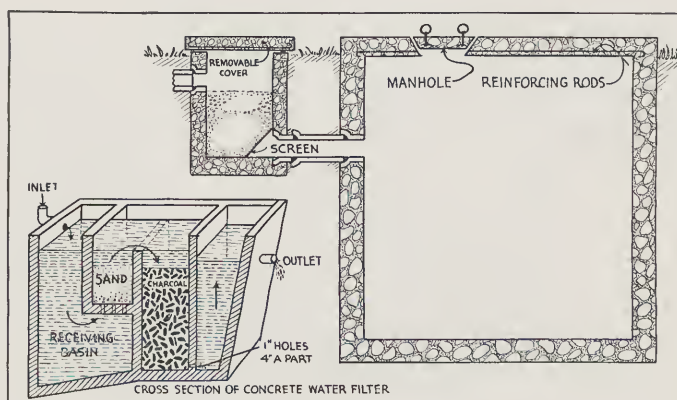 REMOVABLE
COVER
MANHOLE
REINFORCING RODS
SCREEN
INLET
OUTLET
SAND
CHARCOAL
RECEIVING
BASIN
1" HOLES
4" A PART
CROSS SECTION OF CONCRETE WATER FILTER